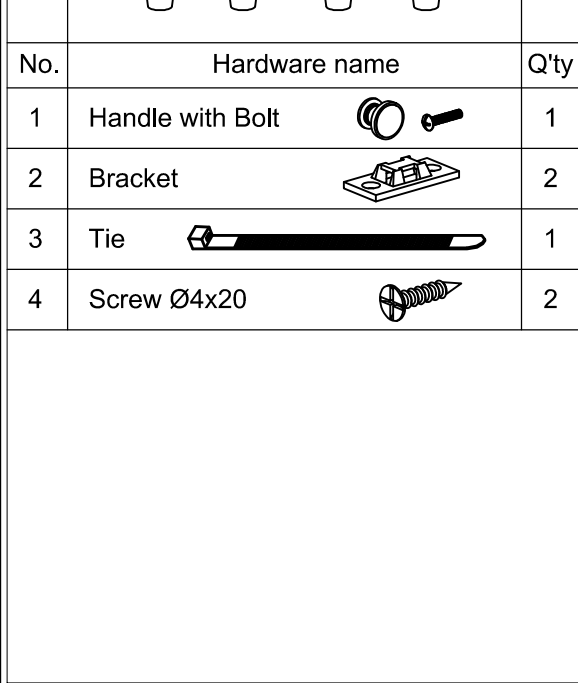 No. Hardware name Q'ty
1 Handle with Bolt 1
2 Bracket 2
3 Tie 1
4 Screw Ø4x20 2